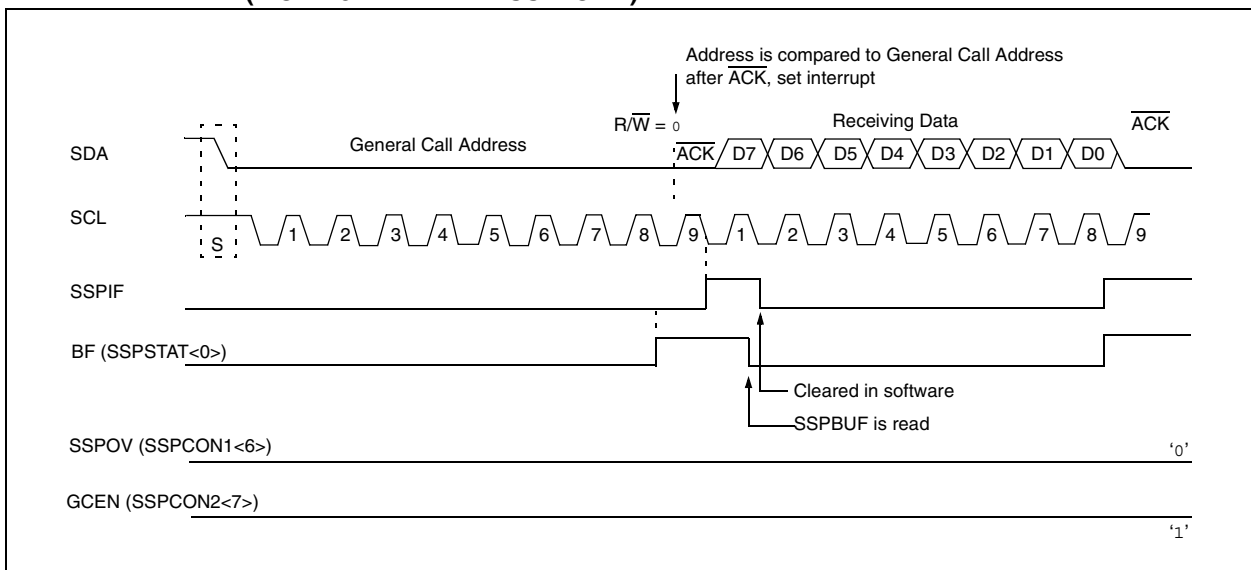 Address is compared to General Call Address
after ACK, set interrupt
R/W = 0
Receiving Data
ACK
SDA
General Call Address
ACK D7 D6 D5 D4 D3 D2 D1 D0
SCL
S
1 2 3 4 5 6 7 8 9 1 2 3 4 5 6 7 8 9
SSPIF
BF (SSPSTAT<0>)
Cleared in software
SSPBUF is read
SSPOV (SSPCON1<6>)
‘0’
GCEN (SSPCON2<7>)
‘1’